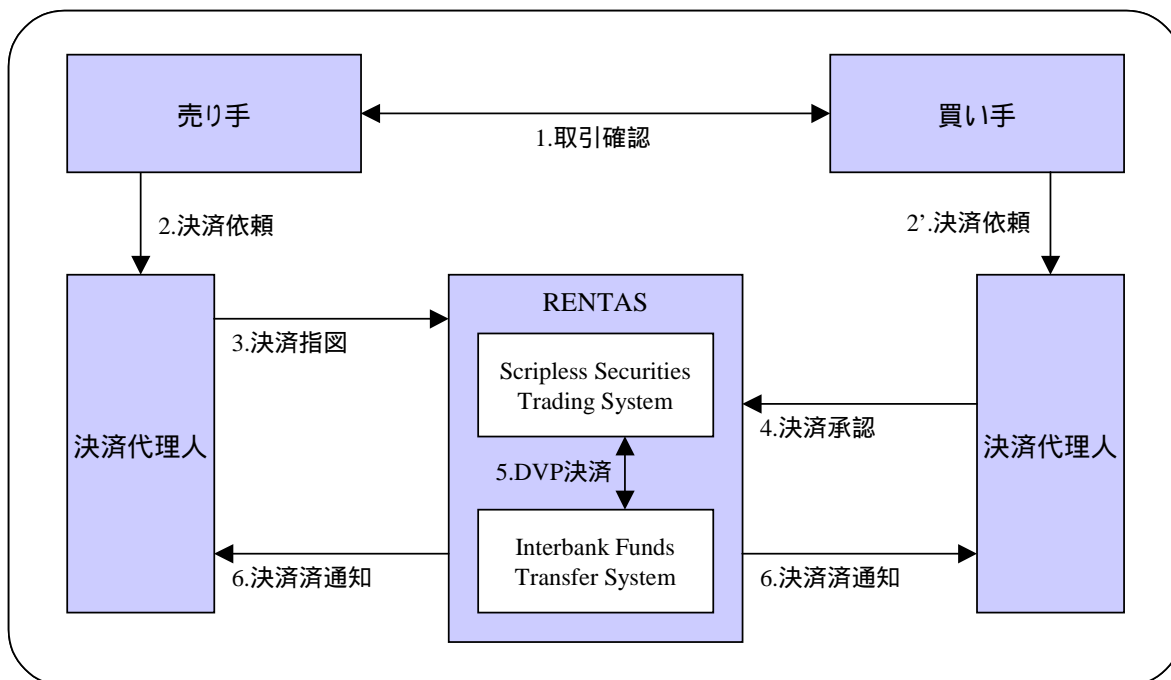 売り手
買い手
1.取引確認
2.決済依頼
2’.決済依頼
RENTAS
3.決済指図
Scripless Securities
Trading System
4.決済承認
決済代理人
決済代理人
5.DVP決済
Interbank Funds
Transfer System
6.決済済通知
6.決済済通知